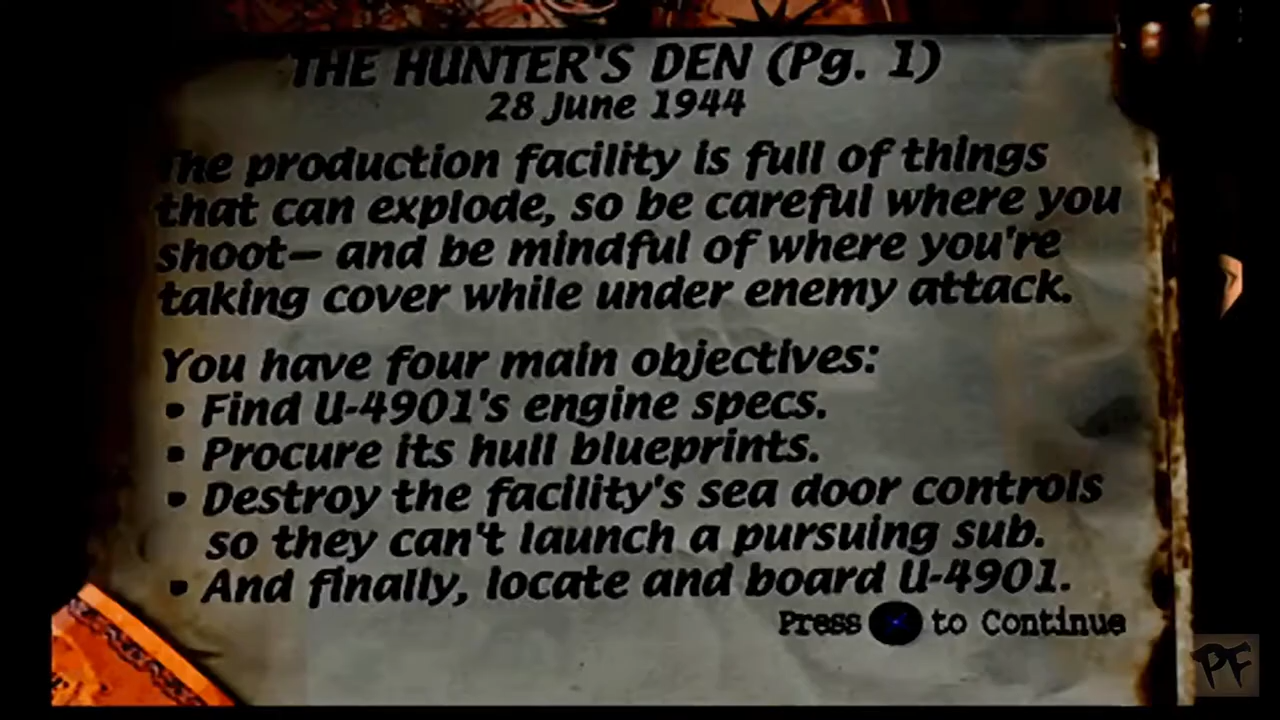 THE HUNTER'S DEN (Pg. 1)
28 June 1944
The production facility is full of things
that can explode, so be careful where you
shoot— and be mindful of where you're
taking cover while under enemy attack.
You have four main objectives:
• Find U-4901's engine specs.
• Procure its hull blueprints.
• Destroy the facility's sea door controls
so they can't launch a pursuing sub.
• And finally, locate and board U-4901.
Press to Continue
PF